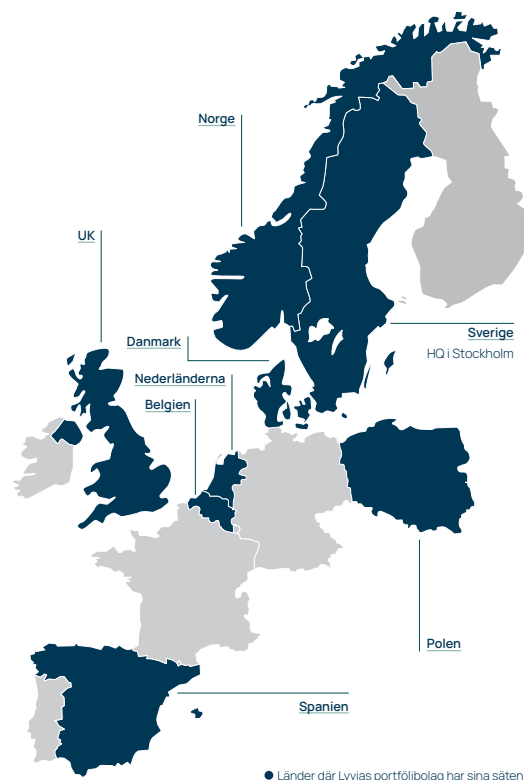 Norge
UK
Sverige
HQ i Stockholm
Danmark
Nederländerna
Belgien
Polen
Spanien
Länder där Lyvias portföljbolag har sina säten